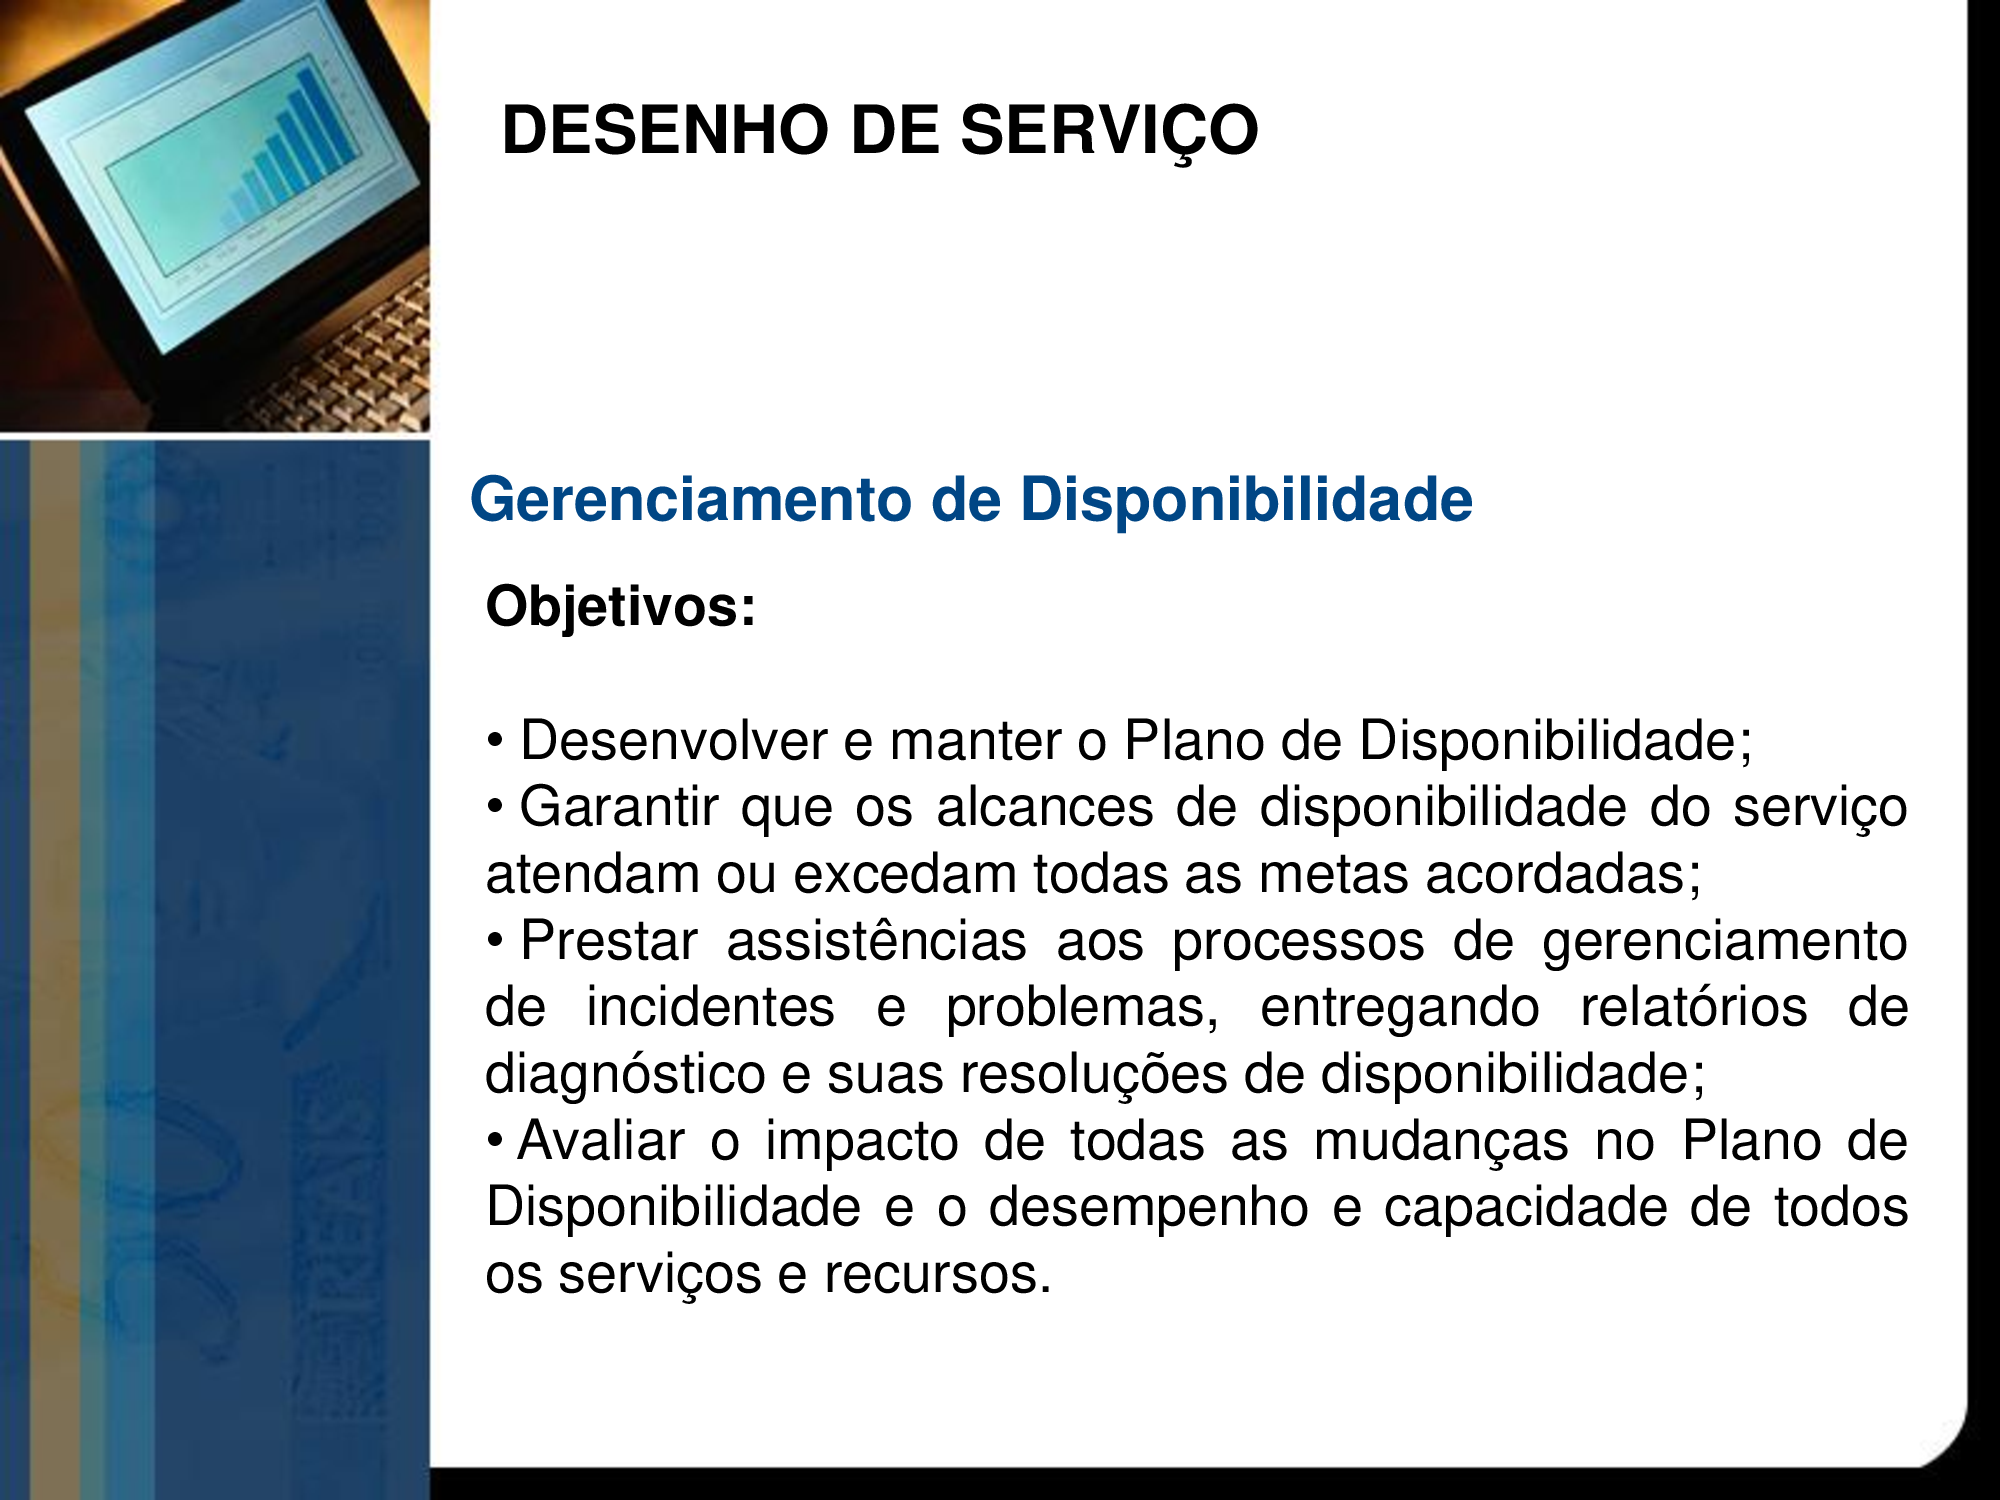 DESENHO DE SERVIÇO
Gerenciamento de Disponibilidade
Objetivos:
• Desenvolver e manter o Plano de Disponibilidade;
• Garantir que os alcances de disponibilidade do serviço
atendam ou excedam todas as metas acordadas;
• Prestar assistências aos processos de gerenciamento
de incidentes e problemas, entregando relatórios de
diagnóstico e suas resoluções de disponibilidade;
• Avaliar o impacto de todas as mudanças no Plano de
Disponibilidade e o desempenho e capacidade de todos
os serviços e recursos.
REAIS